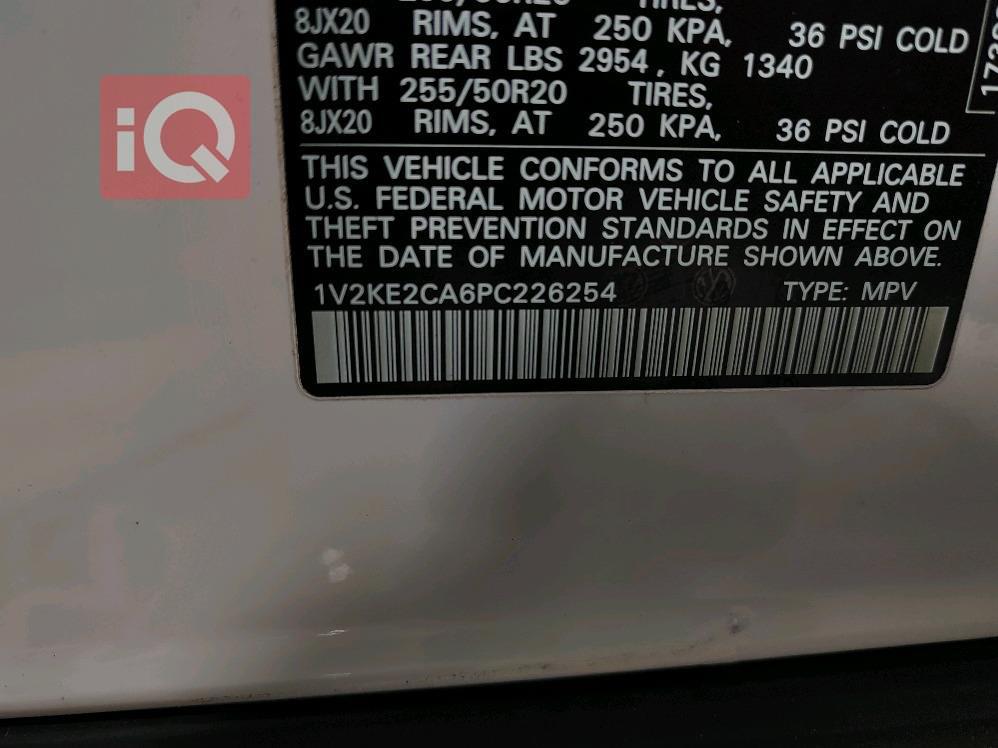 8JX20 RIMS, AT 250 KPA, 36 PSI COLD
GAWR REAR LBS 2954 , KG 1340
WITH 255/50R20 TIRES,
8JX20 RIMS, AT 250 KPA, 36 PSI COLD
THIS VEHICLE CONFORMS TO ALL APPLICABLE
U.S. FEDERAL MOTOR VEHICLE SAFETY AND
THEFT PREVENTION STANDARDS IN EFFECT ON
THE DATE OF MANUFACTURE SHOWN ABOVE.
1V2KE2CA6PC226254 TYPE: MPV
iQ